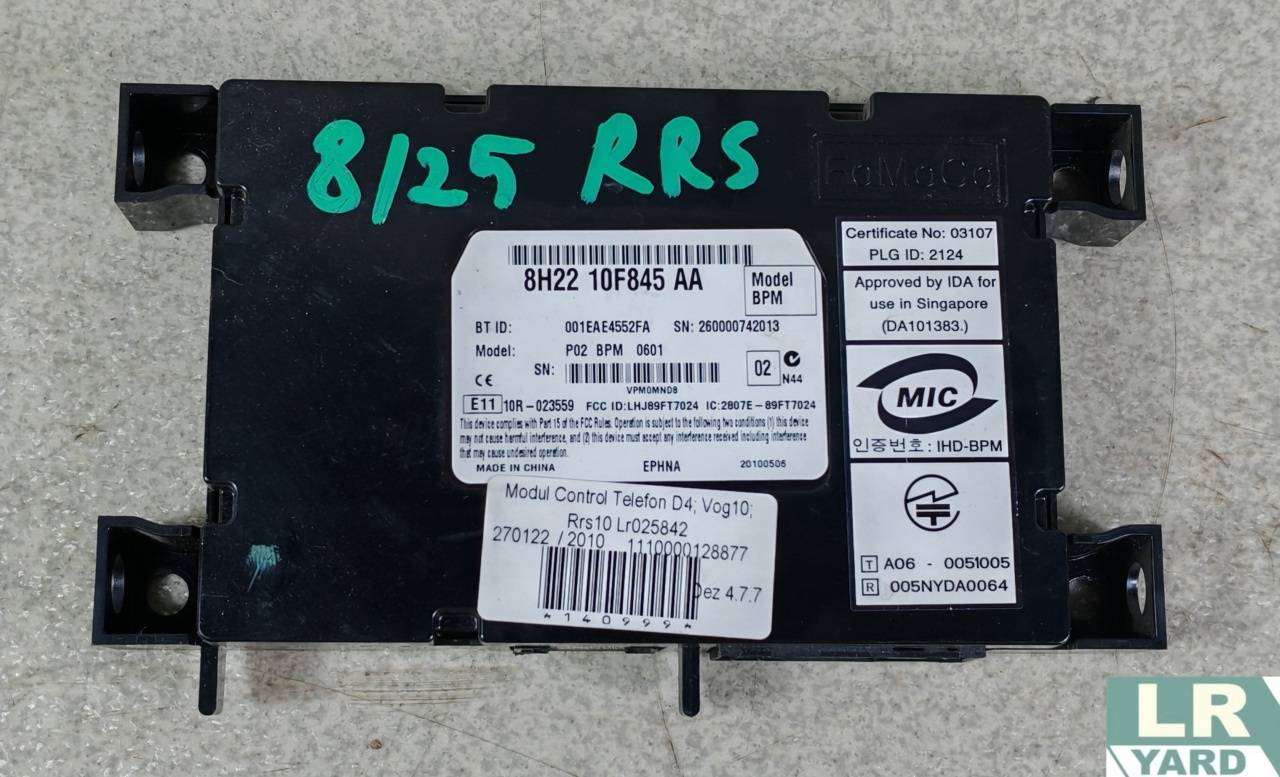 8/25 RRS
FoMoCo
8H22 10F845 AA
Model
BPM
BT ID: 001EAE4552FA SN: 260000742013
Model: P02 BPM 0601
SN:
VPM0MND8
02
N44
CE
E11 10R-023559 FCC ID:LHJ89FT7024 IC:2807E-89FT7024
This device complies with Part 15 of the FCC Rules. Operation is subject to the following two conditions (1) this device
may not cause harmful interference, and (2) this device must accept any interference received including interference
that may cause undesired operation.
MADE IN CHINA EPHNA 20100506
Certificate No: 03107
PLG ID: 2124
Approved by IDA for
use in Singapore
(DA101383.)
MIC
인증번호: IHD-BPM
T A06 - 0051005
R 005NYDA0064
Modul Control Telefon D4; Vog10;
Rrs10 Lr025842
270122 / 2010 1110000128877
Dez 4.7.7
*140999*
LR
YARD